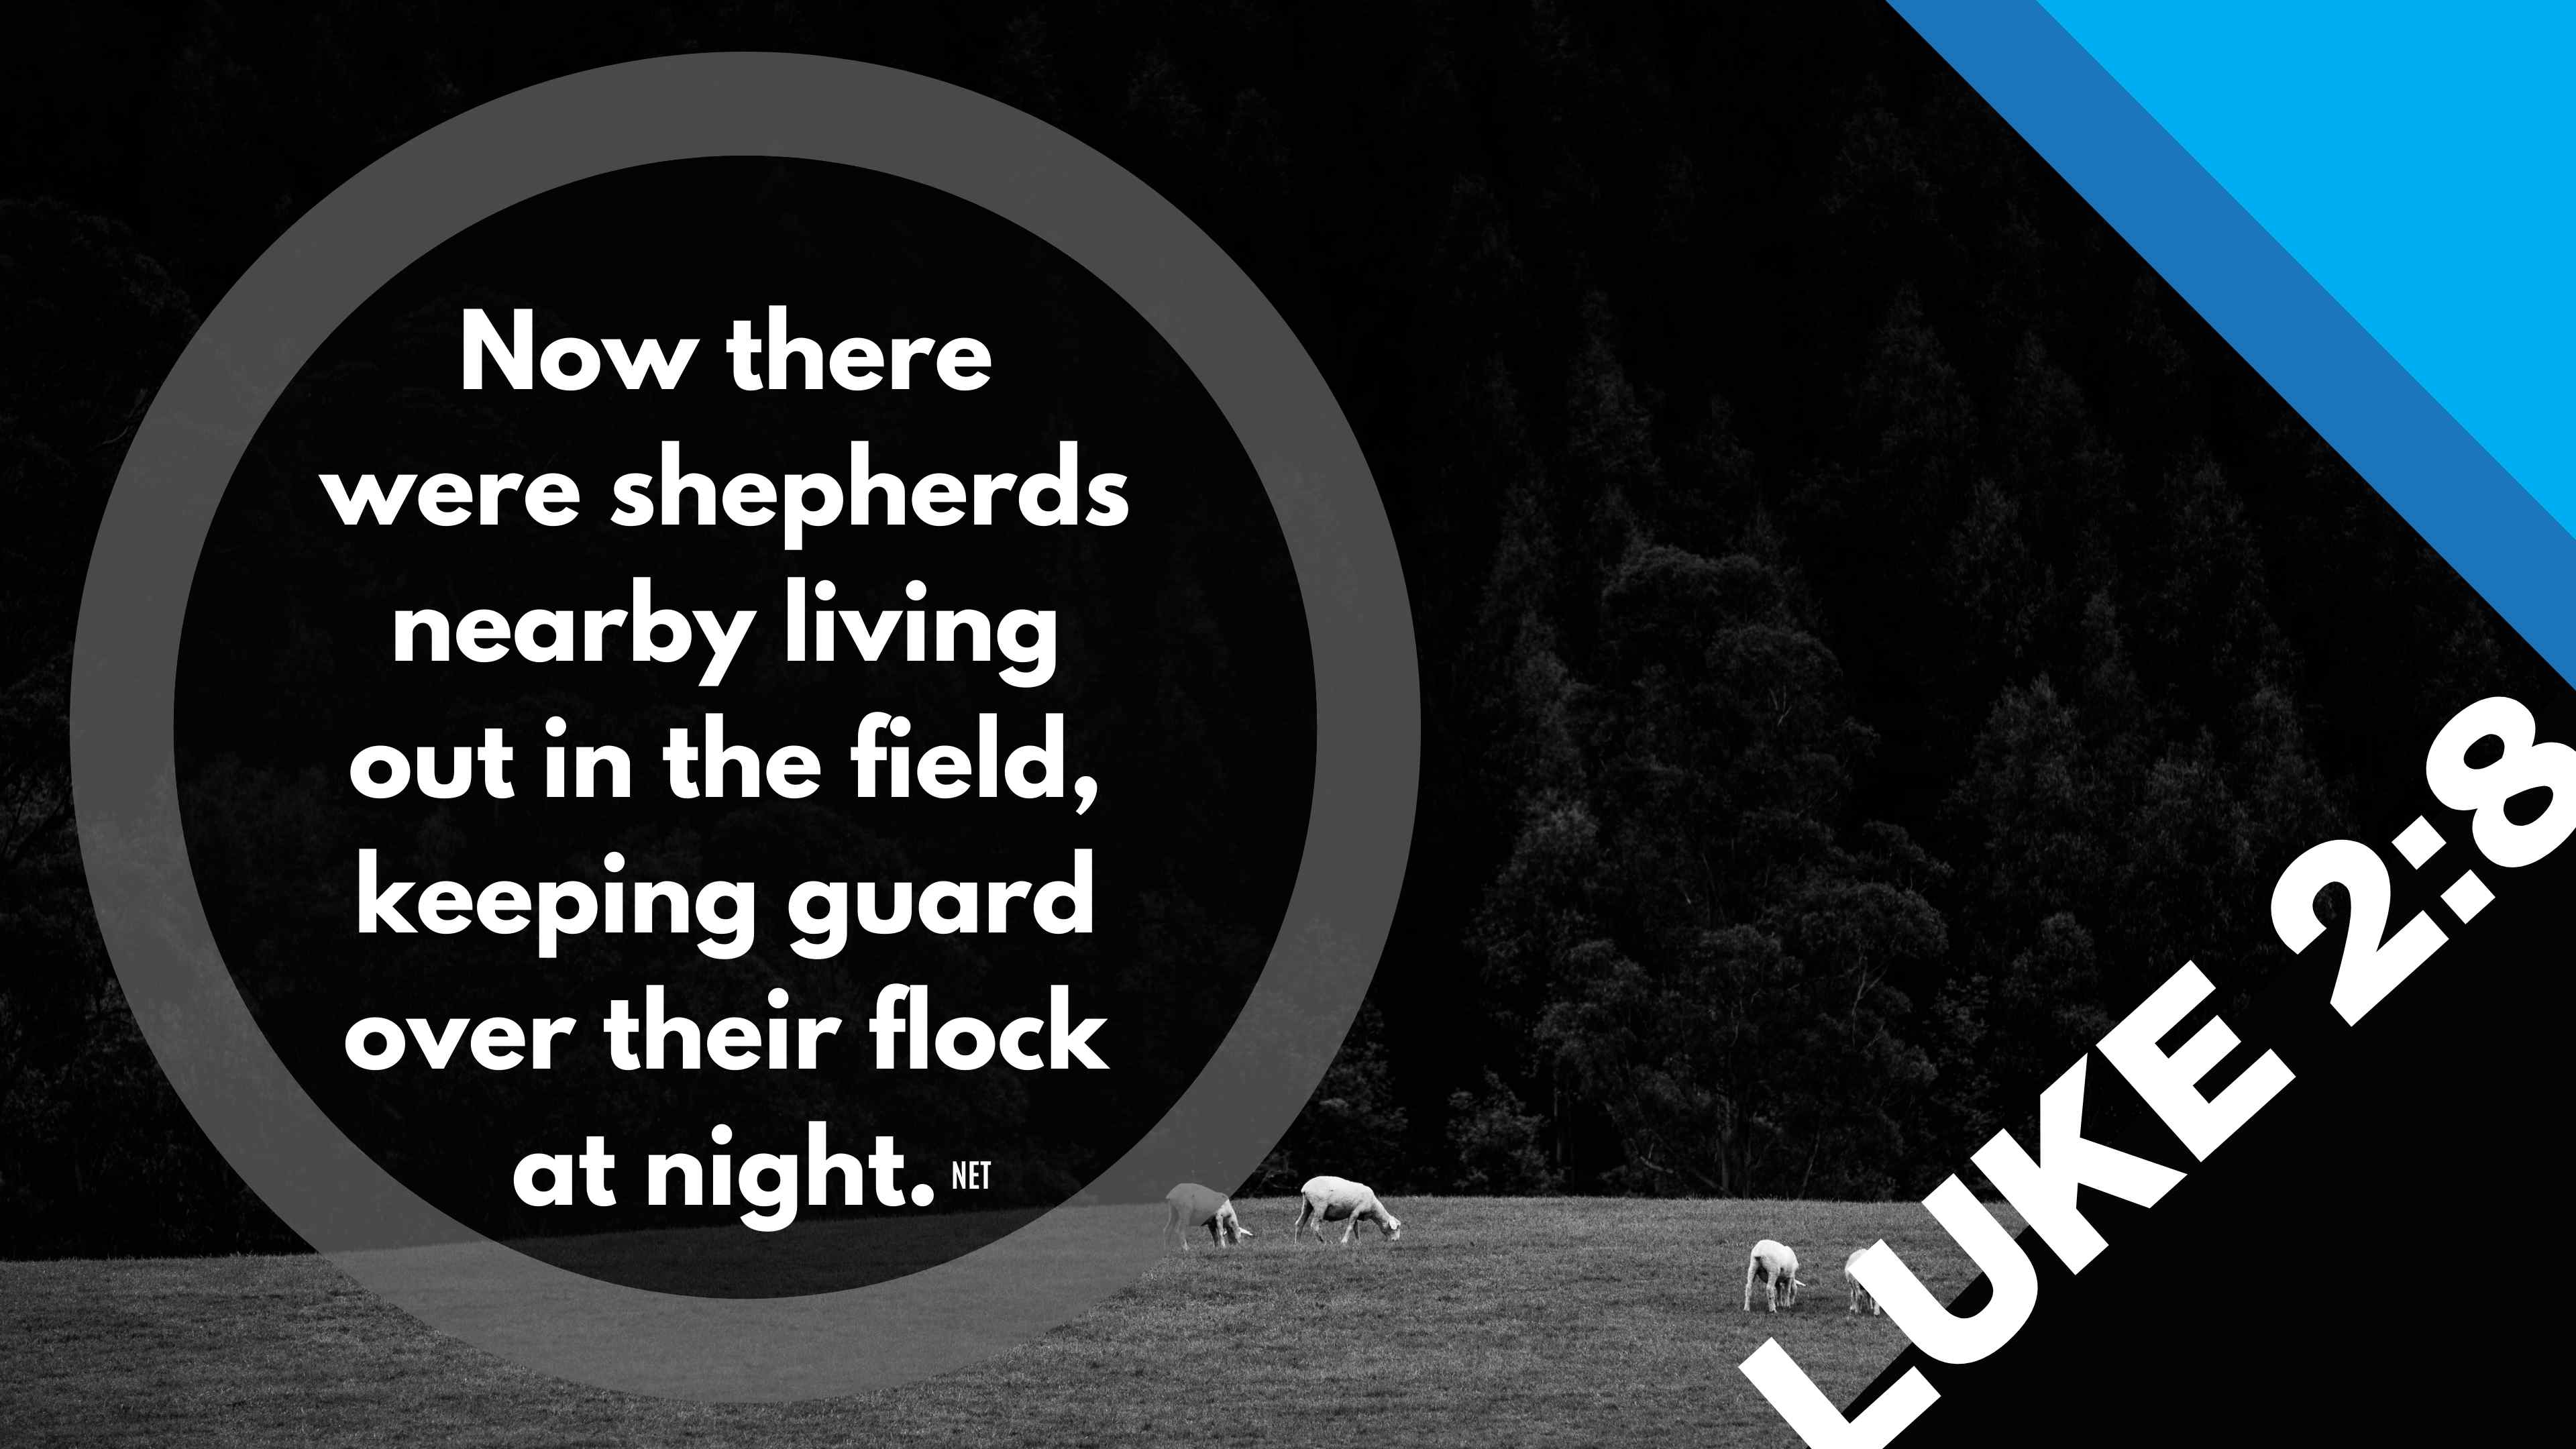 Now there
were shepherds
nearby living
out in the field,
keeping guard
over their flock
at night. NET
LUKE 2:8